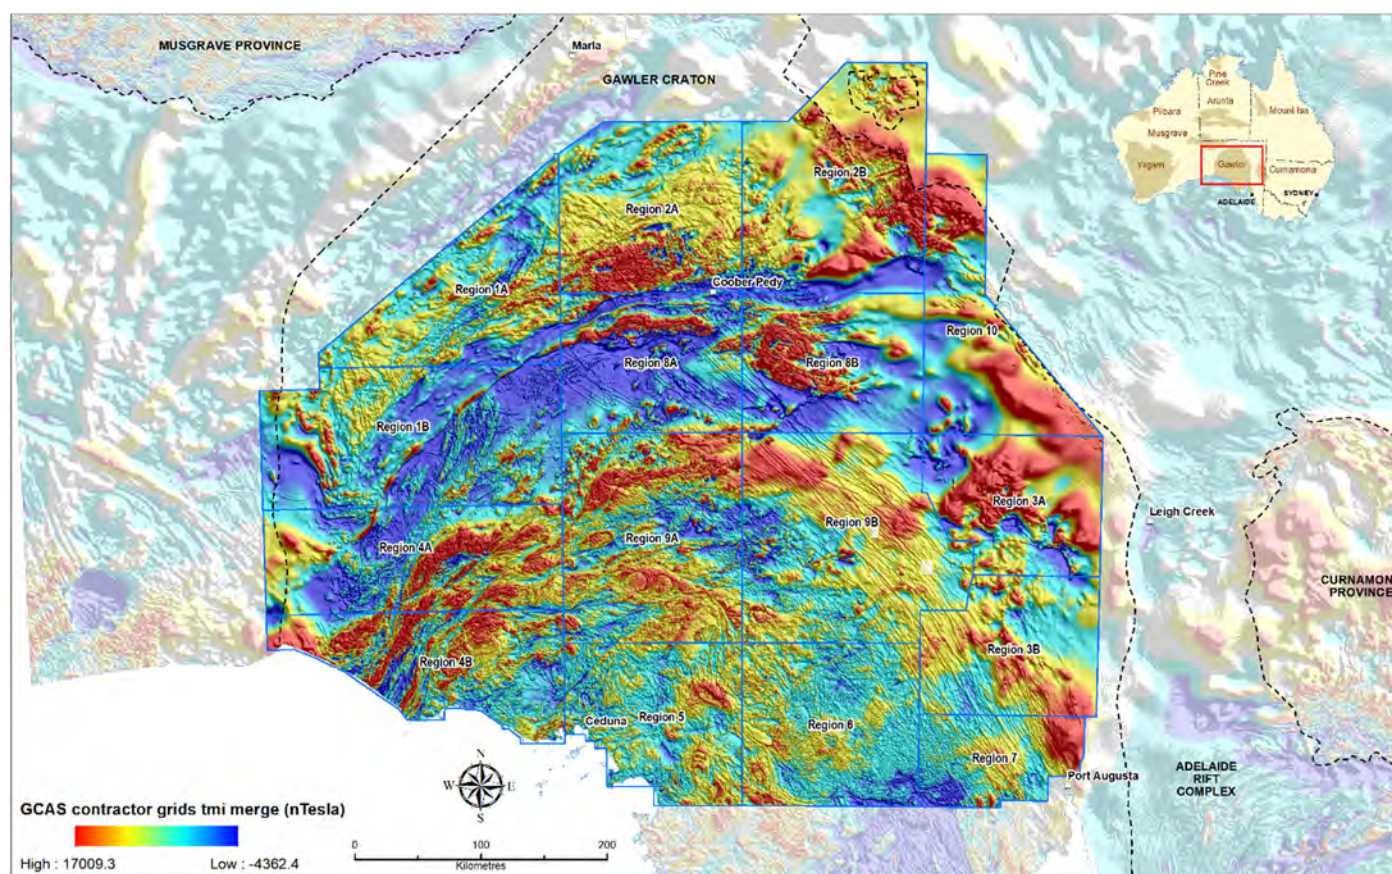 MUSGRAVE PROVINCE
Marla
GAWLER CRATON
Pine
Creek
Arunta
Pilbara
Mount Isa
Musgrave
Yilgarn
Gawler
Curnamona
SYDNEY
ADELAIDE
Region 2B
Region 2A
Region 1A
Coober Pedy
Region 10
Region 8A
Region 8B
Region 1B
Region 3A
Leigh Creek
Region 9B
Region 9A
Region 4A
CURNAMON
PROVINCE
Region 3B
Region 4B
Ceduna
Region 5
Region 6
Region 7
Port Augusta
ADELAIDE
RIFT
COMPLEX
N
W
E
S
GCAS contractor grids tmi merge (nTesla)
High : 17009.3
Low : -4362.4
0
100
200
Kilometres